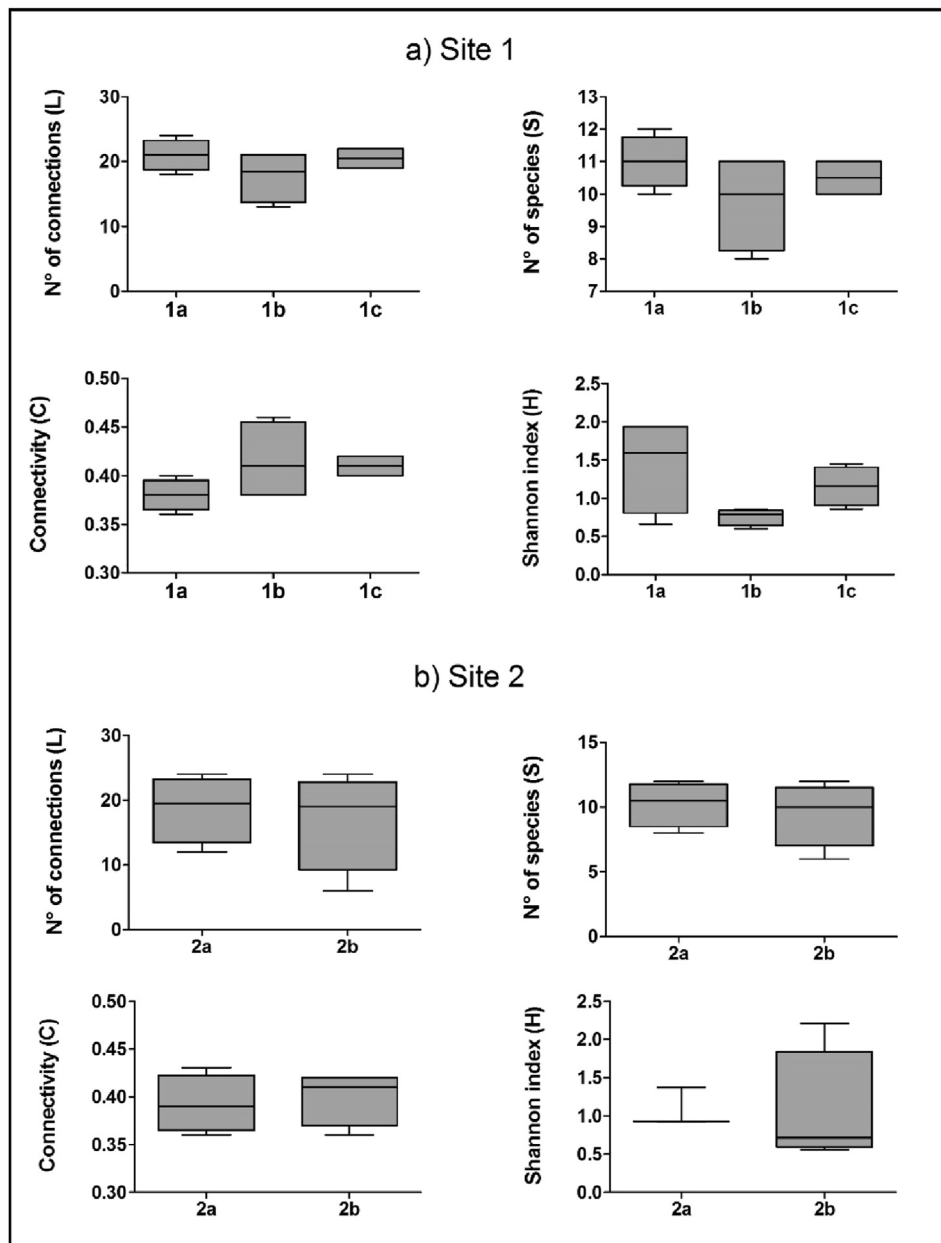 a) Site 1
N° of connections (L)
30
20
10
0
1a 1b 1c
N° of species (S)
13
12
11
10
9
8
7
1a 1b 1c
Connectivity (C)
0.50
0.45
0.40
0.35
0.30
1a 1b 1c
Shannon index (H)
2.5
2.0
1.5
1.0
0.5
0.0
1a 1b 1c
b) Site 2
N° of connections (L)
30
20
10
0
2a 2b
N° of species (S)
15
10
5
0
2a 2b
Connectivity (C)
0.50
0.45
0.40
0.35
0.30
2a 2b
Shannon index (H)
2.5
2.0
1.5
1.0
0.5
0.0
2a 2b